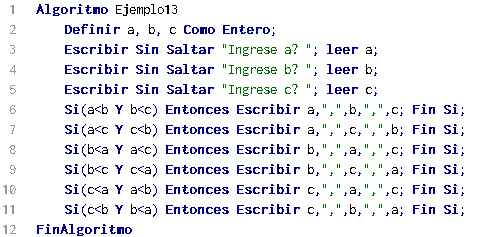 1 Algoritmo Ejemplo13
2 Definir a, b, c Como Entero;
3 Escribir Sin Saltar "Ingrese a? "; leer a;
4 Escribir Sin Saltar "Ingrese b? "; leer b;
5 Escribir Sin Saltar "Ingrese c? "; leer c;
6 Si(a<b Y b<c) Entonces Escribir a,",",b,",",c; Fin Si;
7 Si(a<c Y c<b) Entonces Escribir a,",",c,",",b; Fin Si;
8 Si(b<a Y a<c) Entonces Escribir b,",",a,",",c; Fin Si;
9 Si(b<c Y c<a) Entonces Escribir b,",",c,",",a; Fin Si;
10 Si(c<a Y a<b) Entonces Escribir c,",",a,",",c; Fin Si;
11 Si(c<b Y b<a) Entonces Escribir c,",",b,",",a; Fin Si;
12 FinAlgoritmo